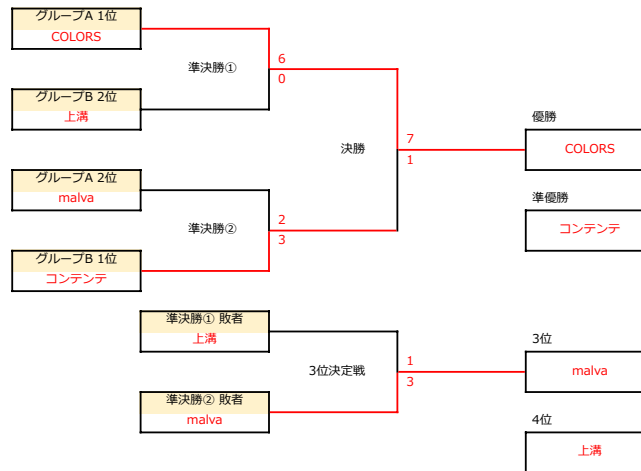 グループA 1位
COLORS
準決勝①
6
0
グループB 2位
上溝
決勝
7
1
優勝
COLORS
グループA 2位
malva
準決勝②
2
3
準優勝
コンテンテ
グループB 1位
コンテンテ
準決勝① 敗者
上溝
3位決定戦
1
3
3位
malva
準決勝② 敗者
malva
4位
上溝